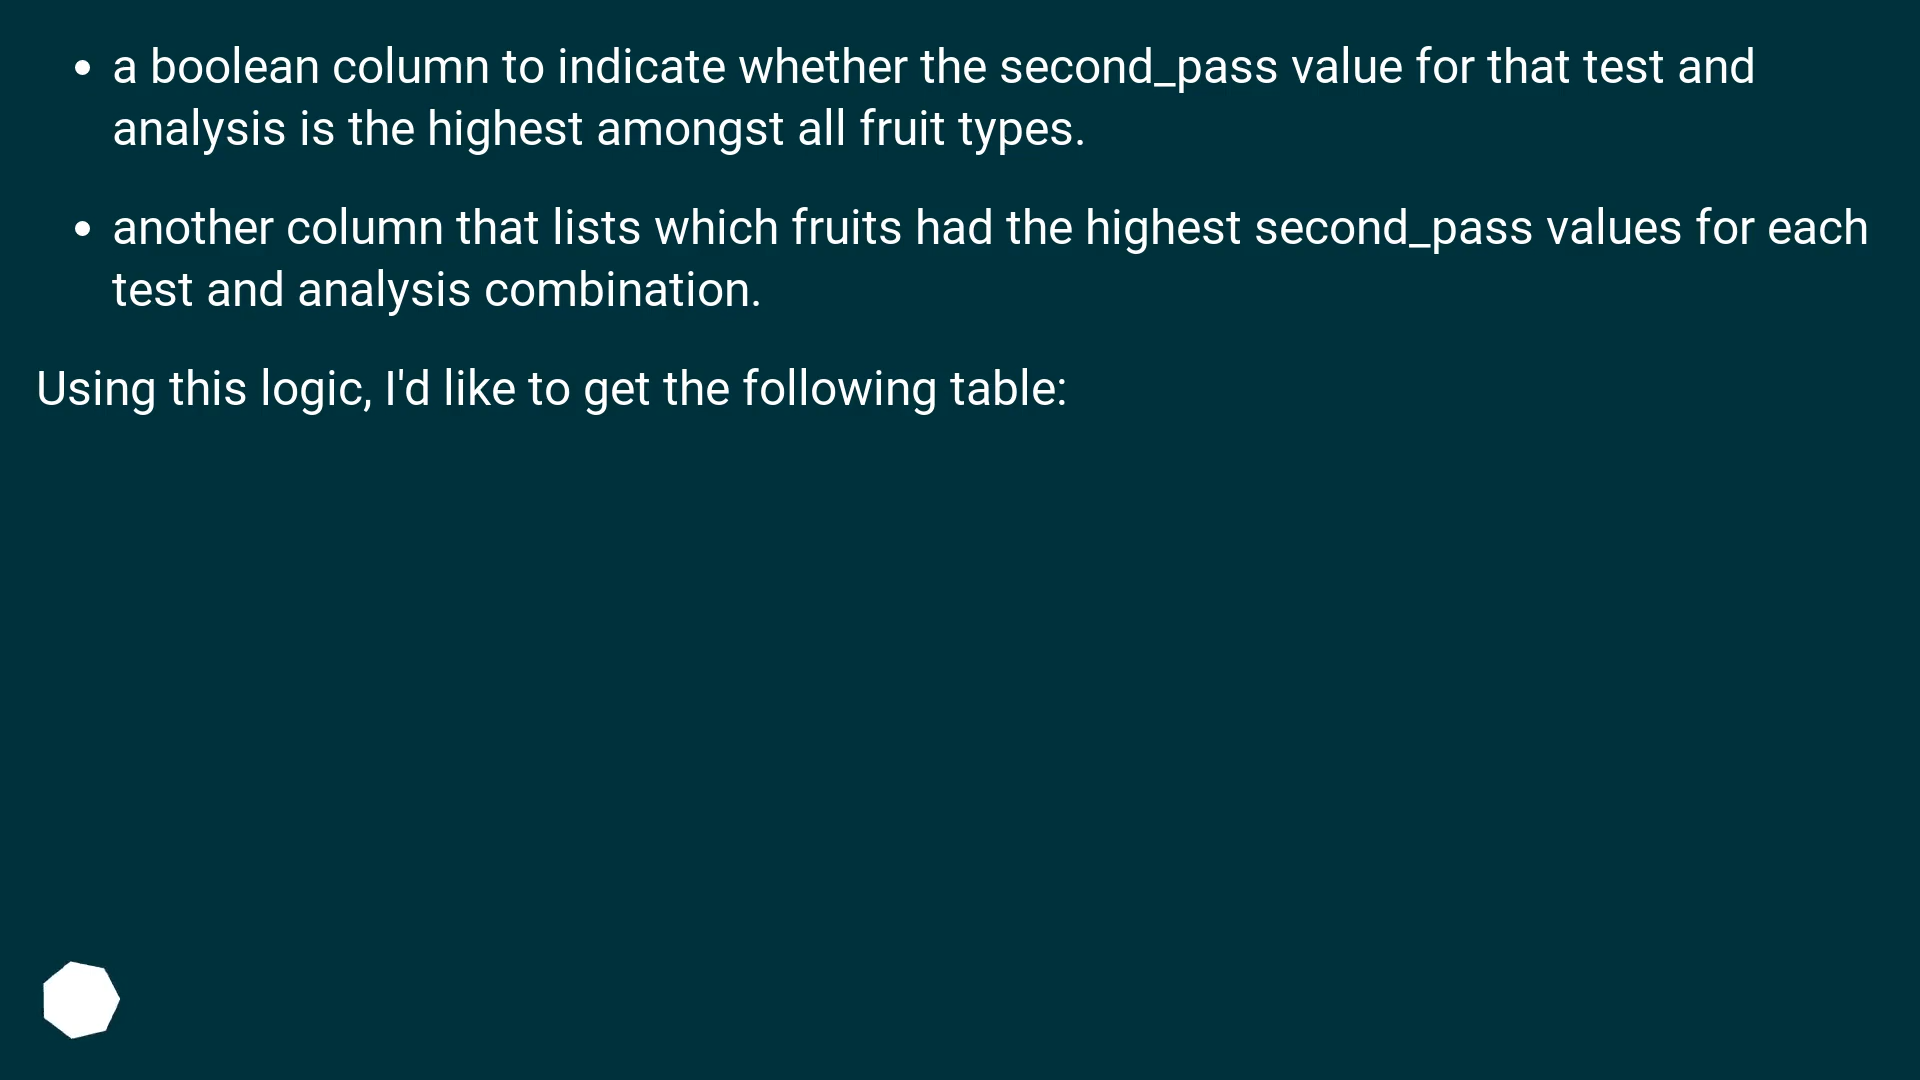 a boolean column to indicate whether the second_pass value for that test and
analysis is the highest amongst all fruit types.
another column that lists which fruits had the highest second_pass values for each
test and analysis combination.
Using this logic, I'd like to get the following table: